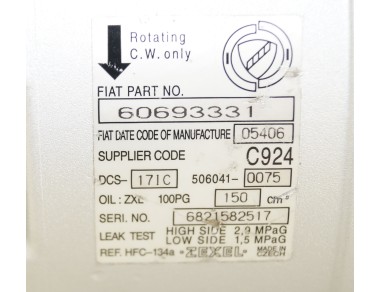 Rotating
C.W. only
FIAT PART NO.
60693331
FIAT DATE CODE OF MANUFACTURE 05406
SUPPLIER CODE C924
DCS- 171C 506041- 0075
OIL: ZXL 100PG 150 cm³
SERI. NO. 6821582517
LEAK TEST HIGH SIDE 2,9 MPaG
LOW SIDE 1,5 MPaG
REF. HFC-134a ZEXEL MADE IN CZECH